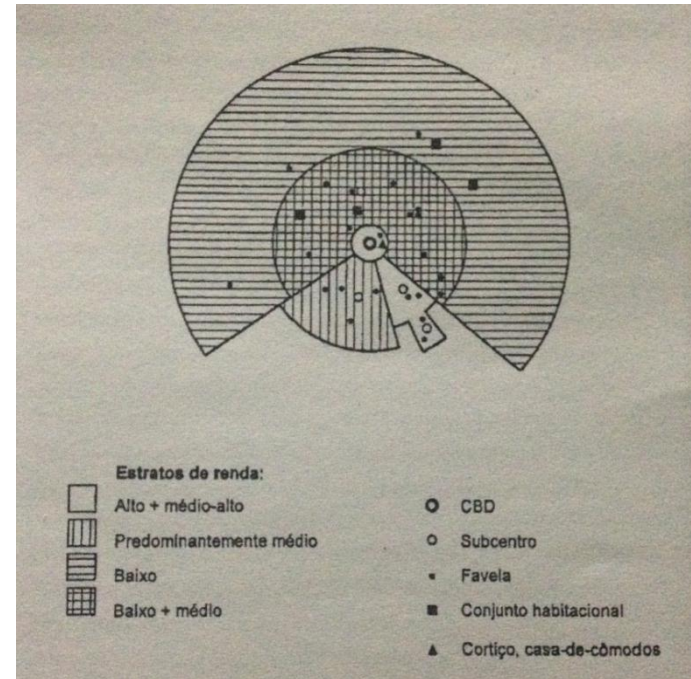 Estratos de renda:
Alto + médio-alto
Predominantemente médio
Baixo
Baixo + médio
CBD
Subcentro
Favela
Conjunto habitacional
Cortiço, casa-de-cômodos